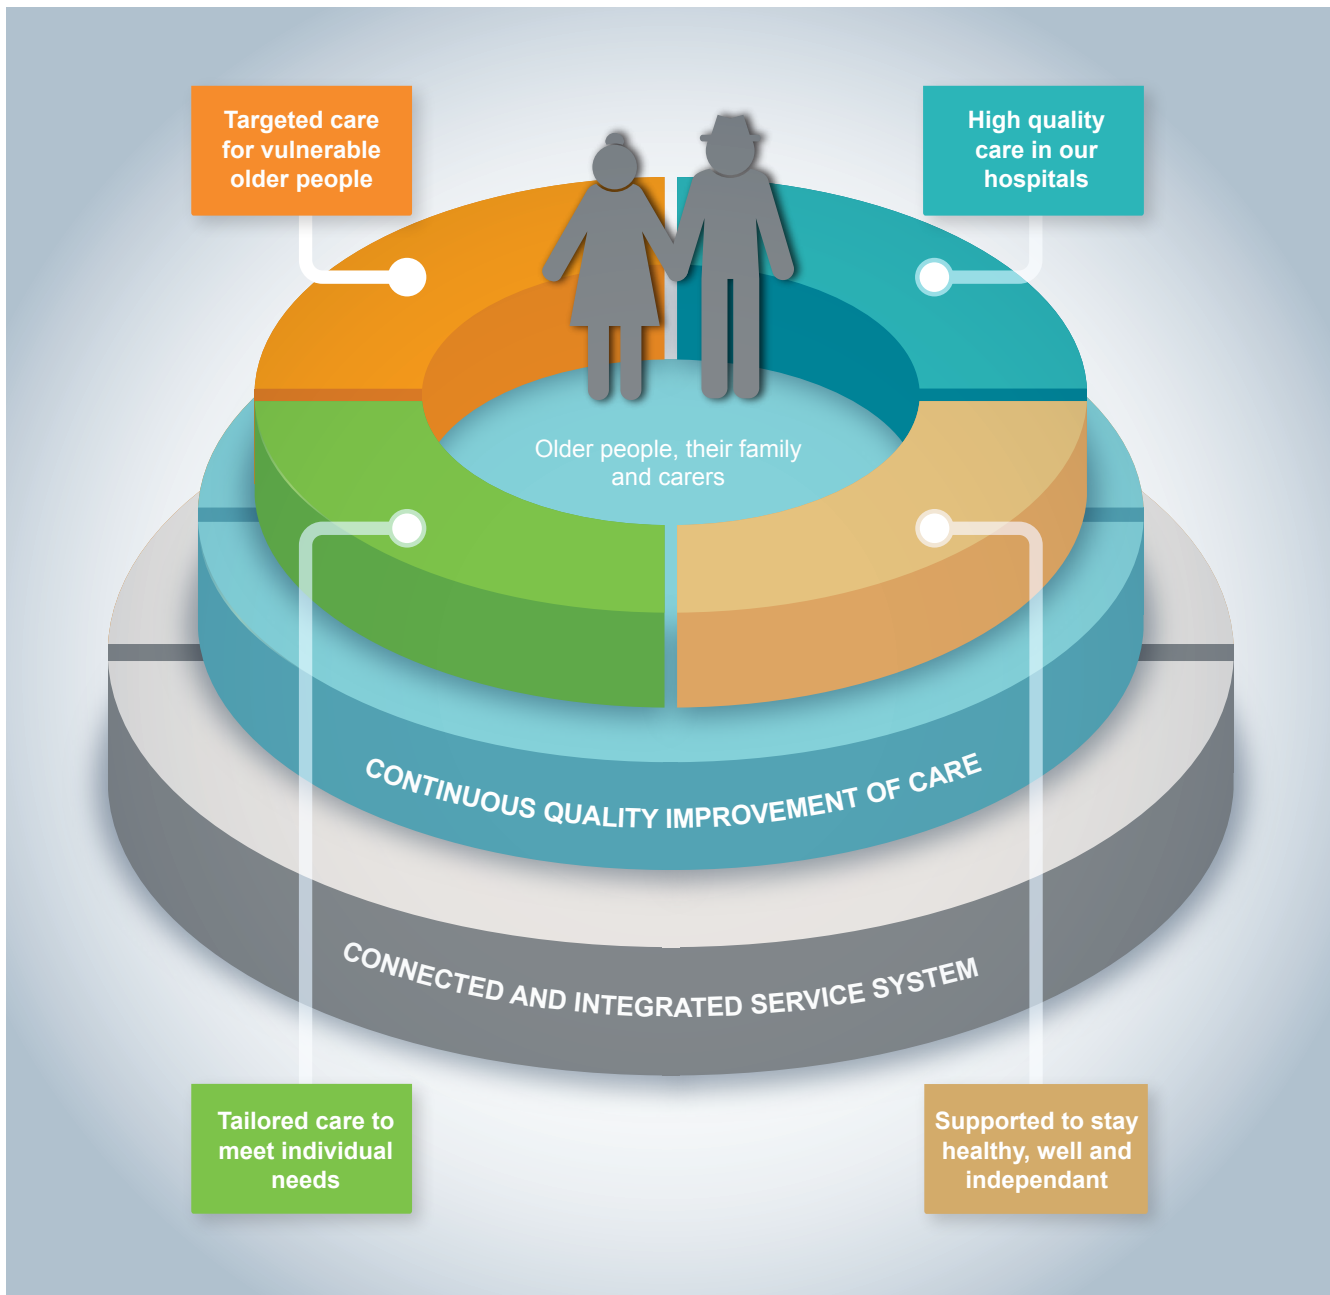 Targeted care
for vulnerable
older people
High quality
care in our
hospitals
Older people, their family
and carers
CONTINUOUS QUALITY IMPROVEMENT OF CARE
CONNECTED AND INTEGRATED SERVICE SYSTEM
Tailored care to
meet individual
needs
Supported to stay
healthy, well and
independant